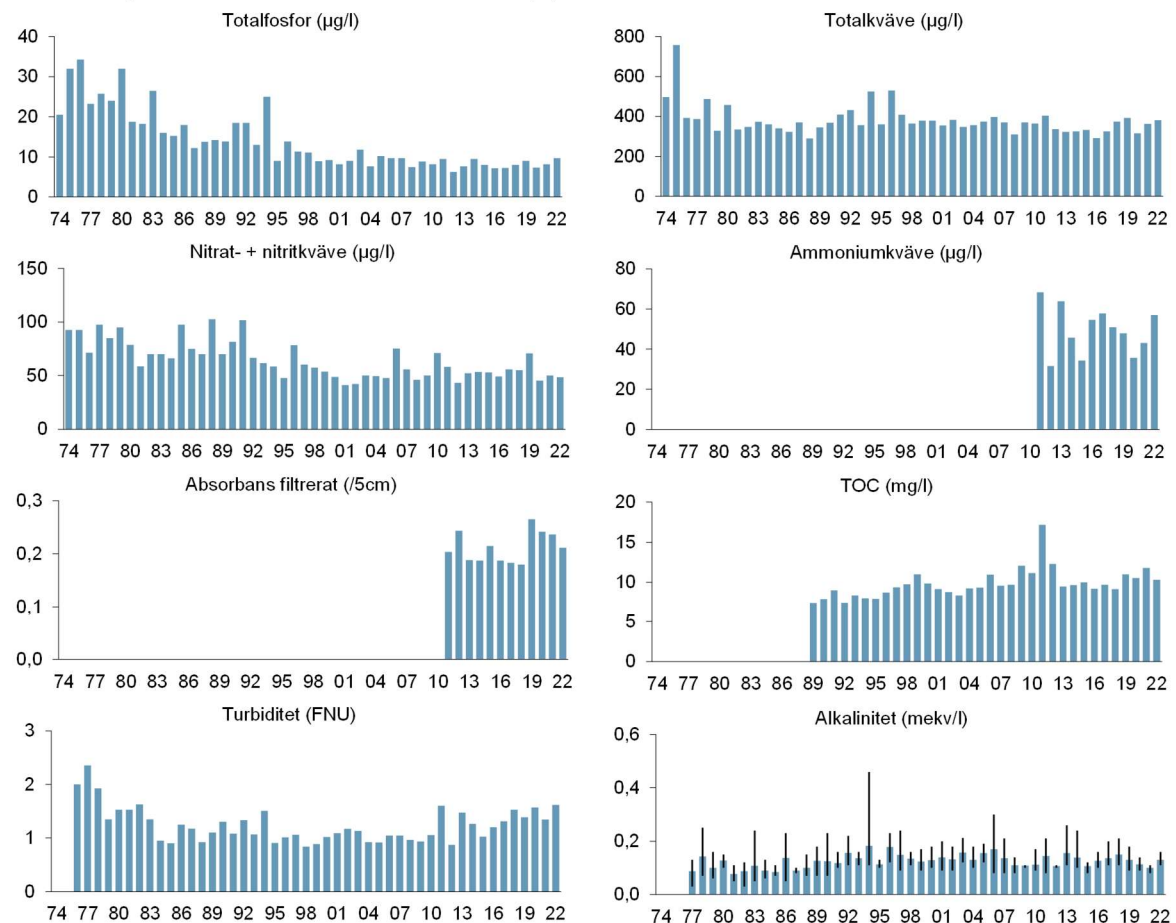 Totalfosfor (µg/l)
40
30
20
10
0
74 77 80 83 86 89 92 95 98 01 04 07 10 13 16 19 22
Totalkväve (µg/l)
800
600
400
200
0
74 77 80 83 86 89 92 95 98 01 04 07 10 13 16 19 22
Nitrat- + nitritkväve (µg/l)
150
100
50
0
74 77 80 83 86 89 92 95 98 01 04 07 10 13 16 19 22
Ammoniumkväve (µg/l)
80
60
40
20
0
74 77 80 83 86 89 92 95 98 01 04 07 10 13 16 19 22
Absorbans filtrerat (/5cm)
0,3
0,2
0,1
0,0
74 77 80 83 86 89 92 95 98 01 04 07 10 13 16 19 22
TOC (mg/l)
20
15
10
5
0
74 77 80 83 86 89 92 95 98 01 04 07 10 13 16 19 22
Turbiditet (FNU)
3
2
1
0
74 77 80 83 86 89 92 95 98 01 04 07 10 13 16 19 22
Alkalinitet (mekv/l)
0,6
0,4
0,2
0,0
74 77 80 83 86 89 92 95 98 01 04 07 10 13 16 19 22